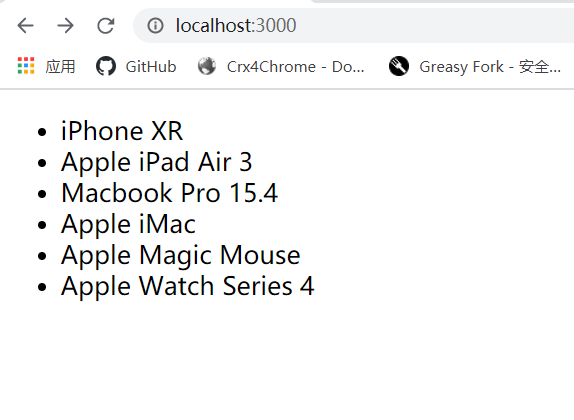 localhost:3000
应用 GitHub Crx4Chrome - Do... Greasy Fork - 安全...
• iPhone XR
• Apple iPad Air 3
• Macbook Pro 15.4
• Apple iMac
• Apple Magic Mouse
• Apple Watch Series 4